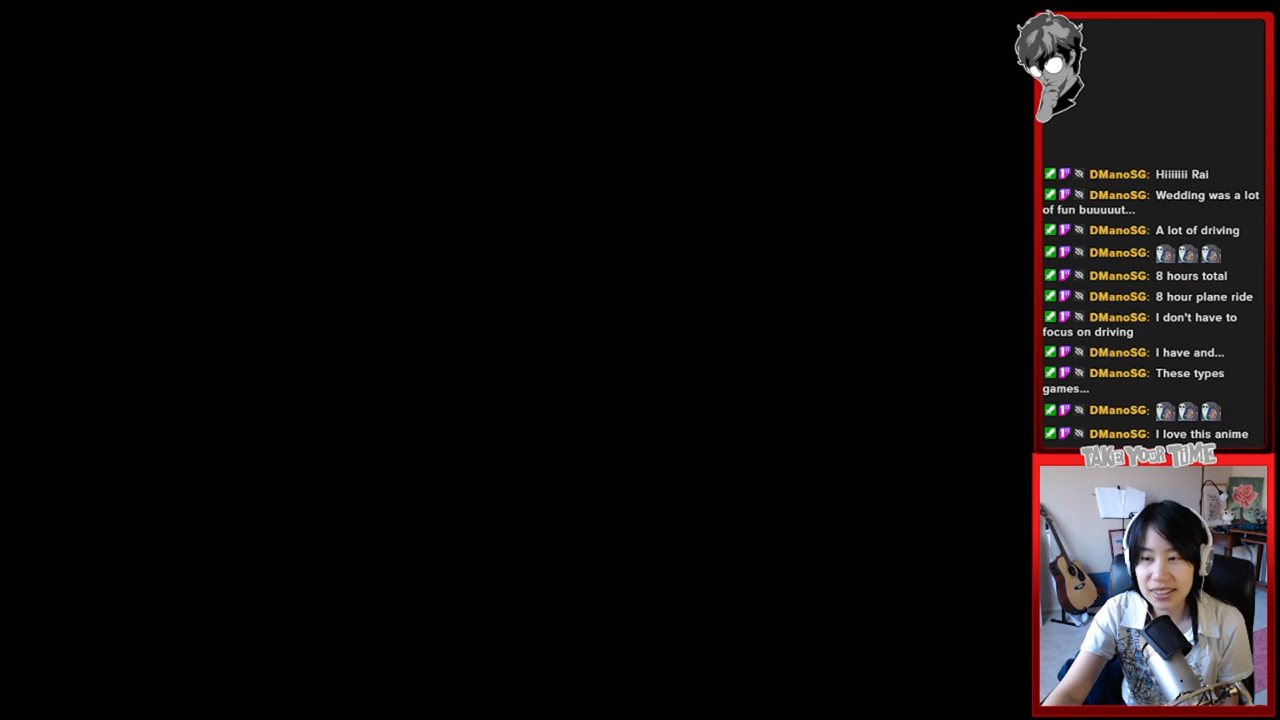 DManoSG: Hiiiiiii Rai
DManoSG: Wedding was a lot
of fun buuuuut...
DManoSG: A lot of driving
DManoSG:
DManoSG: 8 hours total
DManoSG: 8 hour plane ride
DManoSG: I don't have to
focus on driving
DManoSG: I have and...
DManoSG: These types
games...
DManoSG:
DManoSG: I love this anime
TAKE YOUR TIME